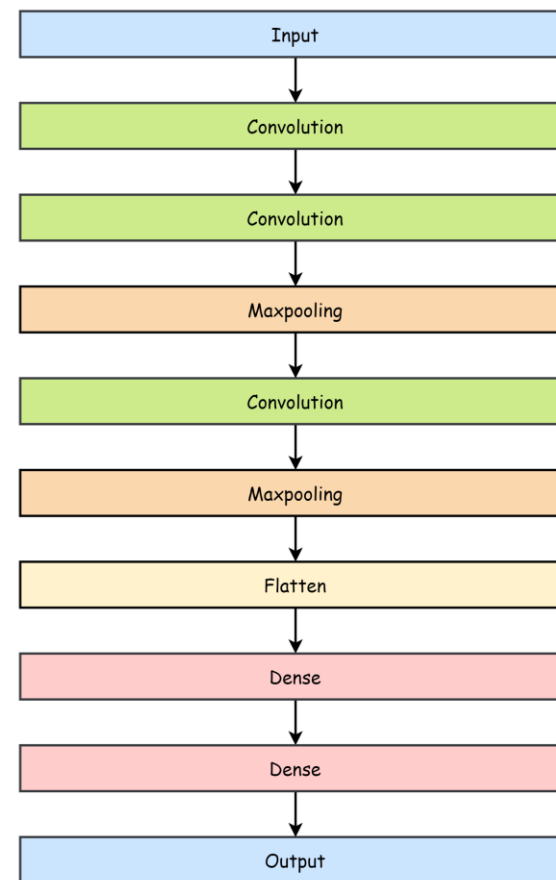 Input
Convolution
Convolution
Maxpooling
Convolution
Maxpooling
Flatten
Dense
Dense
Output